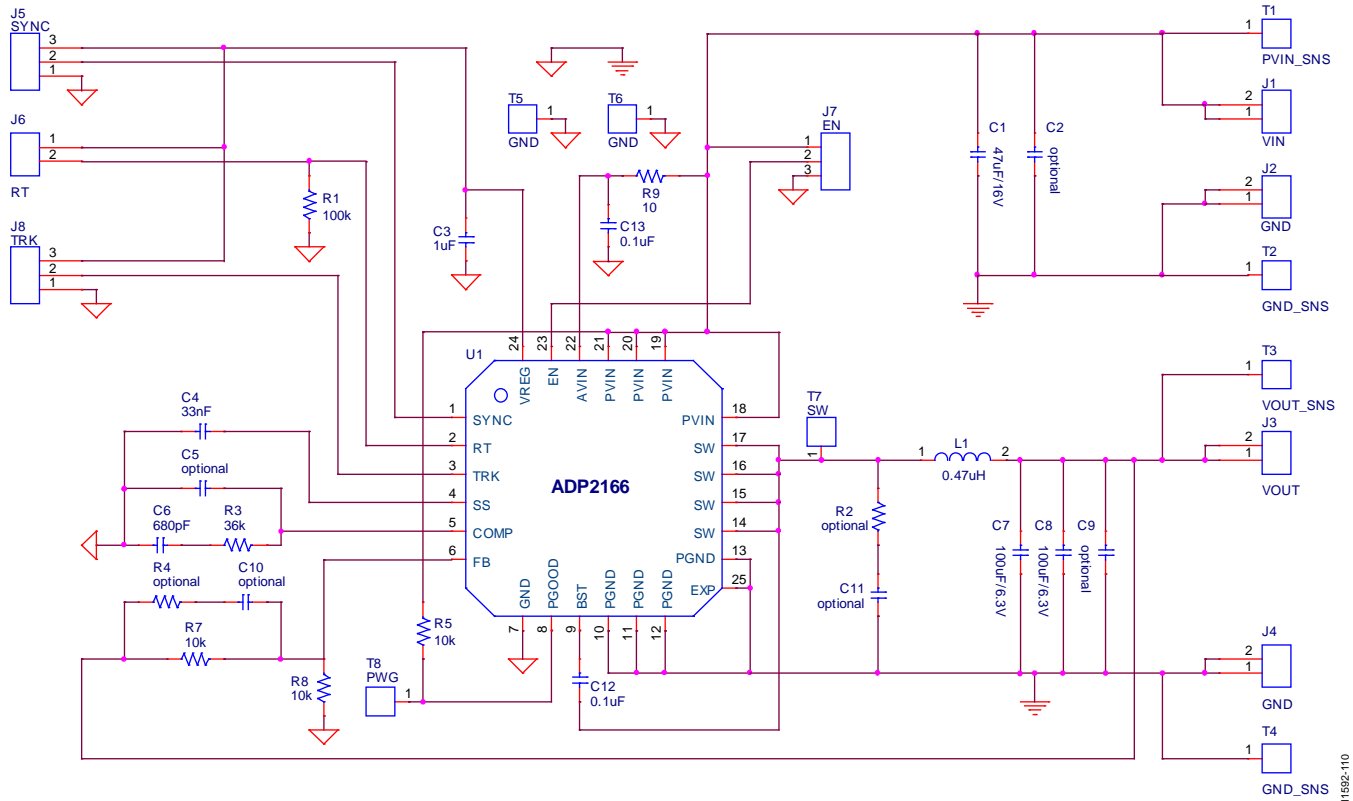 J5
SYNC
3
2
1
J6
1
2
RT
J8
TRK
3
2
1
R1
100k
C3
1uF
T5
1
GND
T6
1
GND
R9
10
C13
0.1uF
J7
EN
1
2
3
C1
47uF/16V
C2
optional
T1
1
PVIN_SNS
J1
2
1
VIN
J2
2
1
GND
T2
1
GND_SNS
U1
ADP2166
24
VREG
23
EN
22
AVIN
21
PVIN
20
PVIN
19
PVIN
1
SYNC
2
RT
3
TRK
4
SS
5
COMP
6
FB
18
PVIN
17
SW
16
SW
15
SW
14
SW
13
PGND
25
EXP
7
GND
8
PGOOD
9
BST
10
PGND
11
PGND
12
PGND
C4
33nF
C5
optional
C6
680pF
R3
36k
R4
optional
C10
optional
R7
10k
R8
10k
R5
10k
T8
PWG
1
C12
0.1uF
T7
SW
1
R2
optional
C11
optional
1
L1
2
0.47uH
C7
100uF/6.3V
C8
100uF/6.3V
C9
optional
T3
1
VOUT_SNS
J3
2
1
VOUT
J4
2
1
GND
T4
1
GND_SNS
11592-110